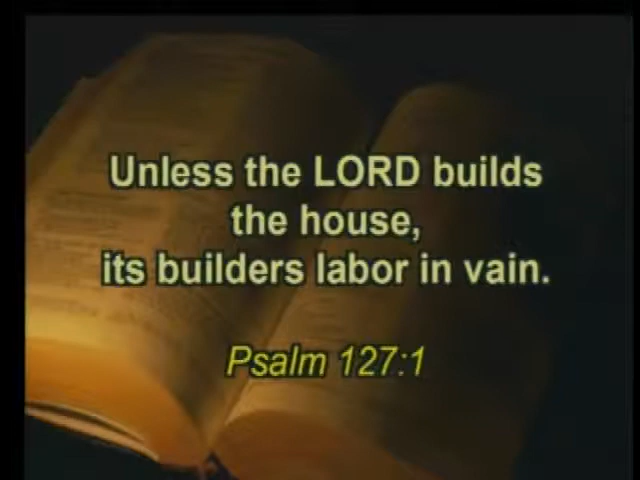 Unless the LORD builds
the house,
its builders labor in vain.
Psalm 127:1